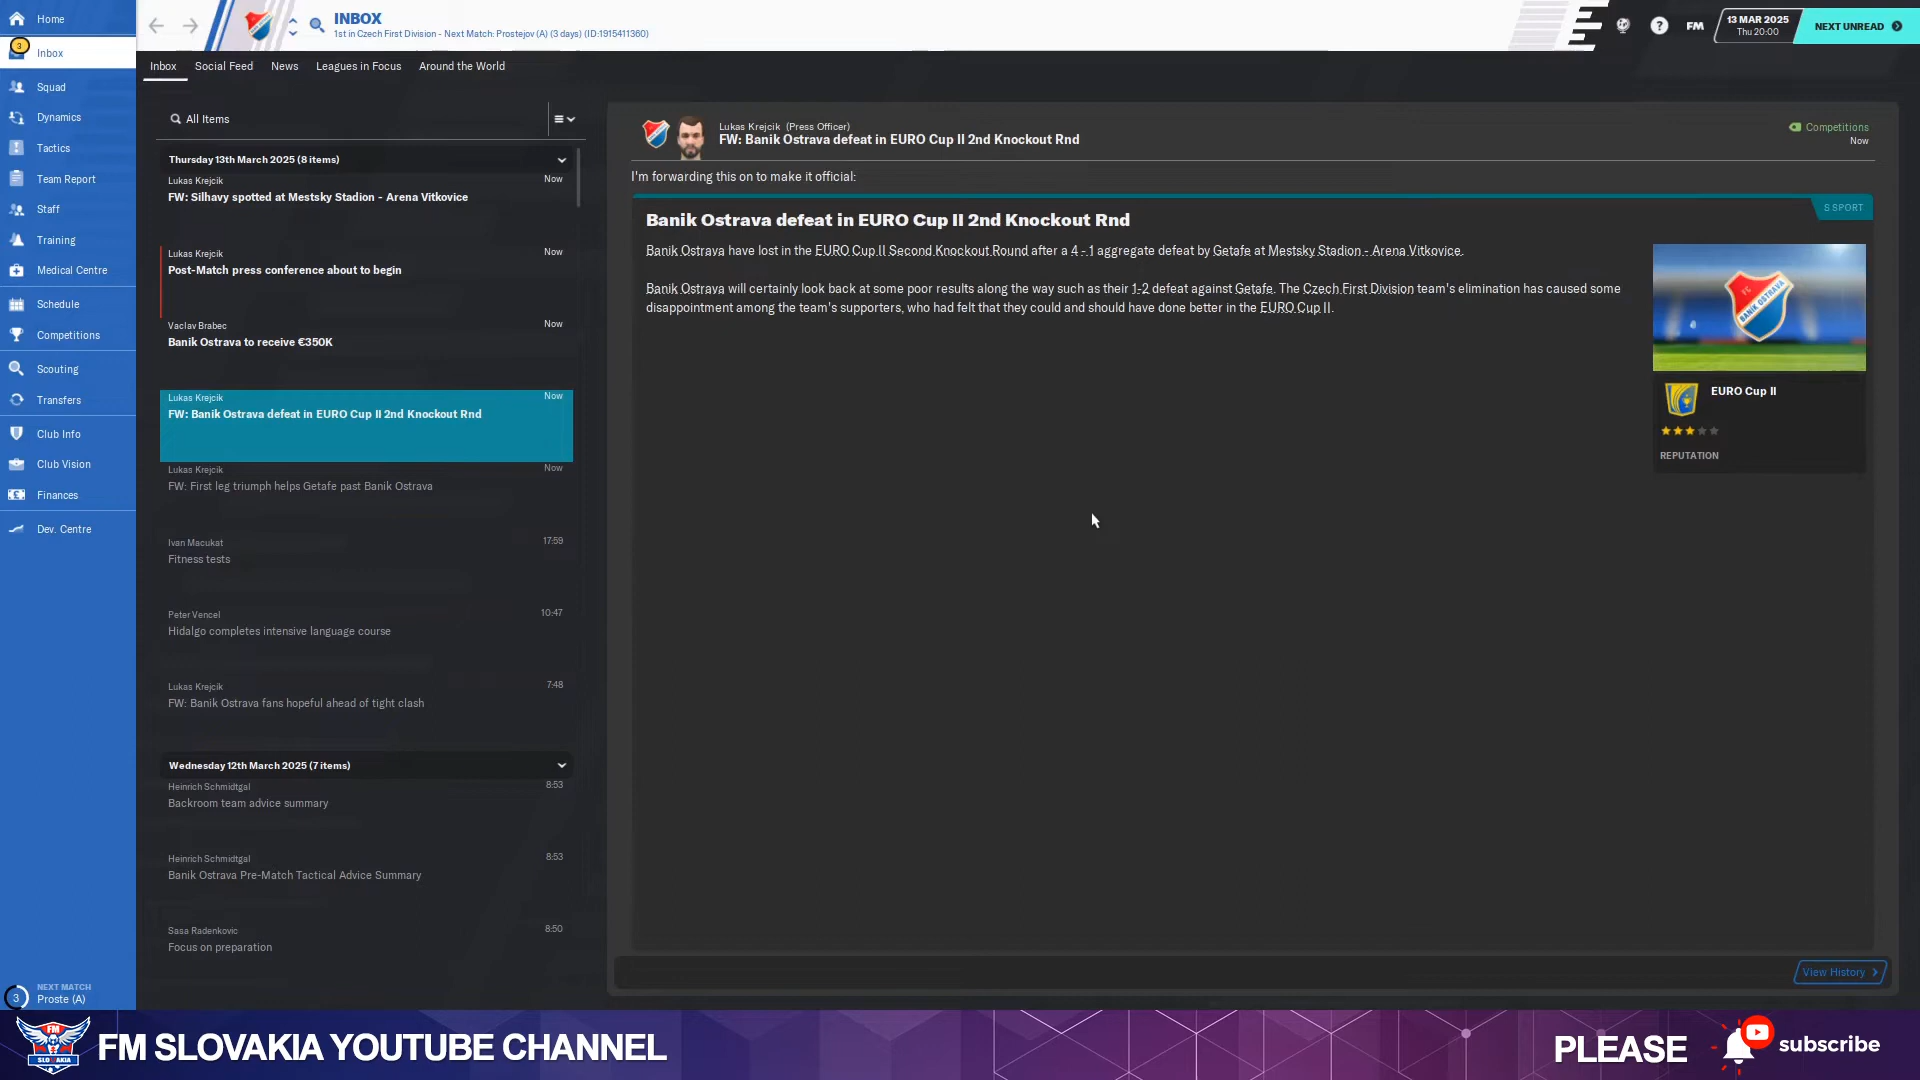 Home
3
Inbox
Squad
Dynamics
Tactics
Team Report
Staff
Training
Medical Centre
Schedule
Competitions
Scouting
Transfers
Club Info
Club Vision
Finances
Dev. Centre
3
NEXT MATCH
Proste (A)
INBOX
1st in Czech First Division - Next Match: Prostejov (A) (3 days) (ID:1915411360)
?
FM
13 MAR 2025
Thu 20:00
NEXT UNREAD
Inbox
Social Feed
News
Leagues in Focus
Around the World
All Items
Thursday 13th March 2025 (8 items)
Lukas Krejcik
Now
FW: Silhavy spotted at Mestsky Stadion - Arena Vitkovice
Lukas Krejcik
Now
Post-Match press conference about to begin
Vaclav Brabec
Now
Banik Ostrava to receive €350K
Lukas Krejcik
Now
FW: Banik Ostrava defeat in EURO Cup II 2nd Knockout Rnd
Lukas Krejcik
Now
FW: First leg triumph helps Getafe past Banik Ostrava
Ivan Macukat
17:59
Fitness tests
Peter Vencel
10:47
Hidalgo completes intensive language course
Lukas Krejcik
7:48
FW: Banik Ostrava fans hopeful ahead of tight clash
Wednesday 12th March 2025 (7 items)
Heinrich Schmidtgal
8:53
Backroom team advice summary
Heinrich Schmidtgal
8:53
Banik Ostrava Pre-Match Tactical Advice Summary
Sasa Radenkovic
8:50
Focus on preparation
Lukas Krejcik (Press Officer)
FW: Banik Ostrava defeat in EURO Cup II 2nd Knockout Rnd
Competitions
Now
I'm forwarding this on to make it official:
S SPORT
Banik Ostrava defeat in EURO Cup II 2nd Knockout Rnd
Banik Ostrava have lost in the EURO Cup II Second Knockout Round after a 4 - 1 aggregate defeat by Getafe at Mestsky Stadion - Arena Vitkovice.
Banik Ostrava will certainly look back at some poor results along the way such as their 1-2 defeat against Getafe. The Czech First Division team's elimination has caused some
disappointment among the team's supporters, who had felt that they could and should have done better in the EURO Cup II.
FC
BANIK OSTRAVA
EURO Cup II
REPUTATION
View History
FM
SLOVAKIA
FM SLOVAKIA YOUTUBE CHANNEL
PLEASE
subscribe